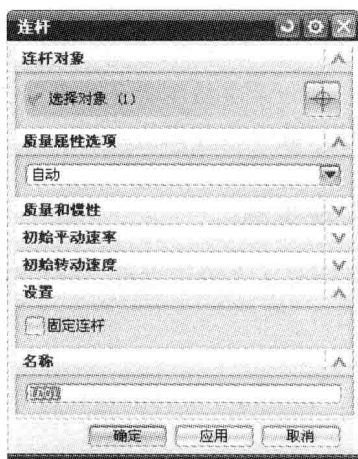 连杆
连杆对象
选择对象 (1)
质量属性选项
自动
质量和惯性
初始平动速率
初始转动速度
设置
固定连杆
名称
确定 应用 取消